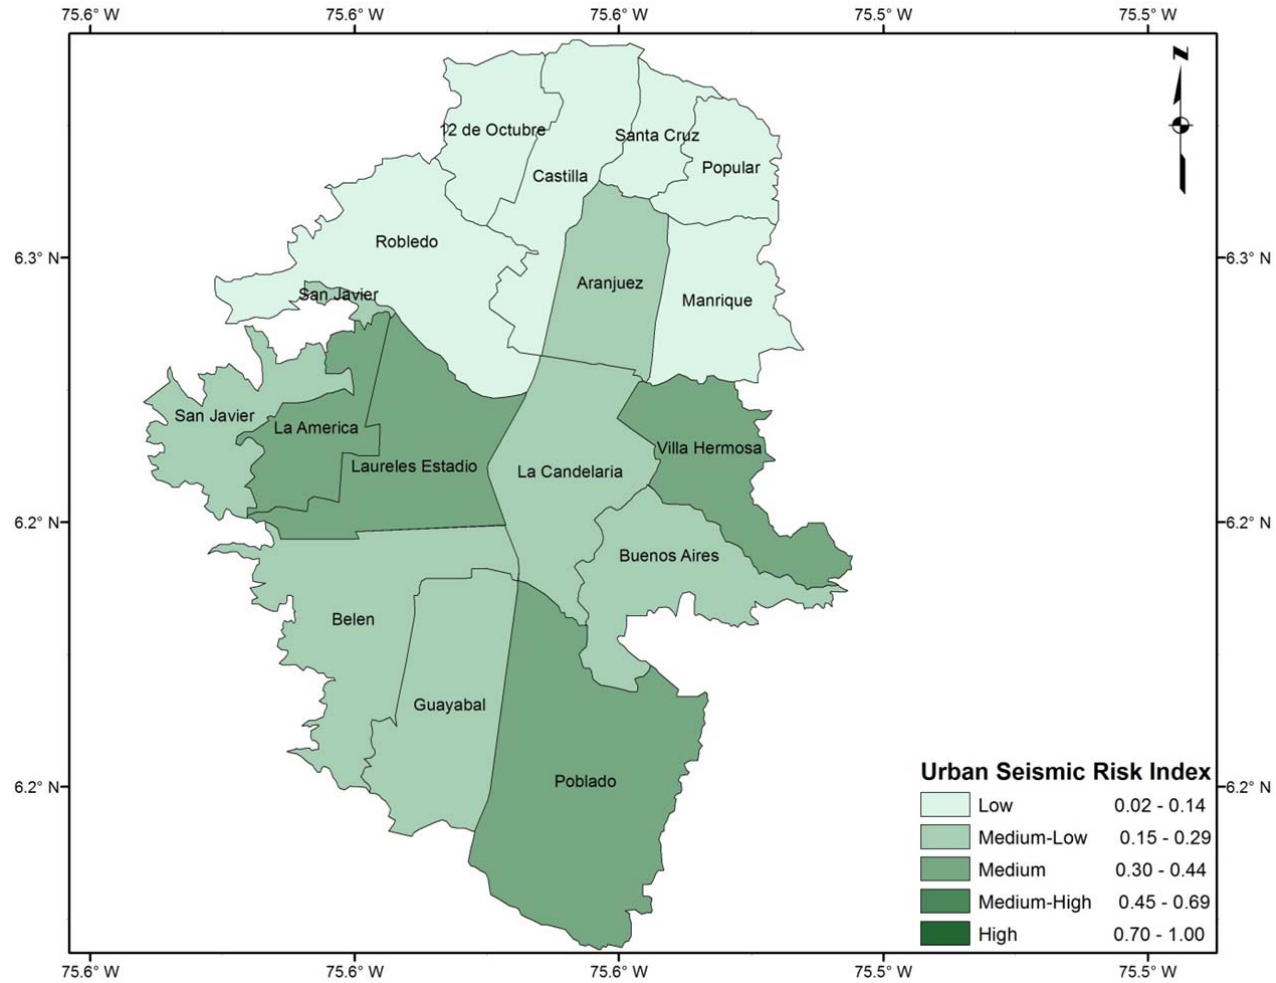 75.6° W 75.6° W 75.6° W 75.5° W 75.5° W
N
12 de Octubre
Santa Cruz
Castilla
Popular
Robledo
6.3° N 6.3° N
Aranjuez
San Javier
Manrique
San Javier
La America
Villa Hermosa
Laureles Estadio
La Candelaria
6.2° N 6.2° N
Buenos Aires
Belen
Guayabal
Poblado
6.2° N 6.2° N
Urban Seismic Risk Index
Low 0.02 - 0.14
Medium-Low 0.15 - 0.29
Medium 0.30 - 0.44
Medium-High 0.45 - 0.69
High 0.70 - 1.00
75.6° W 75.6° W 75.6° W 75.5° W 75.5° W